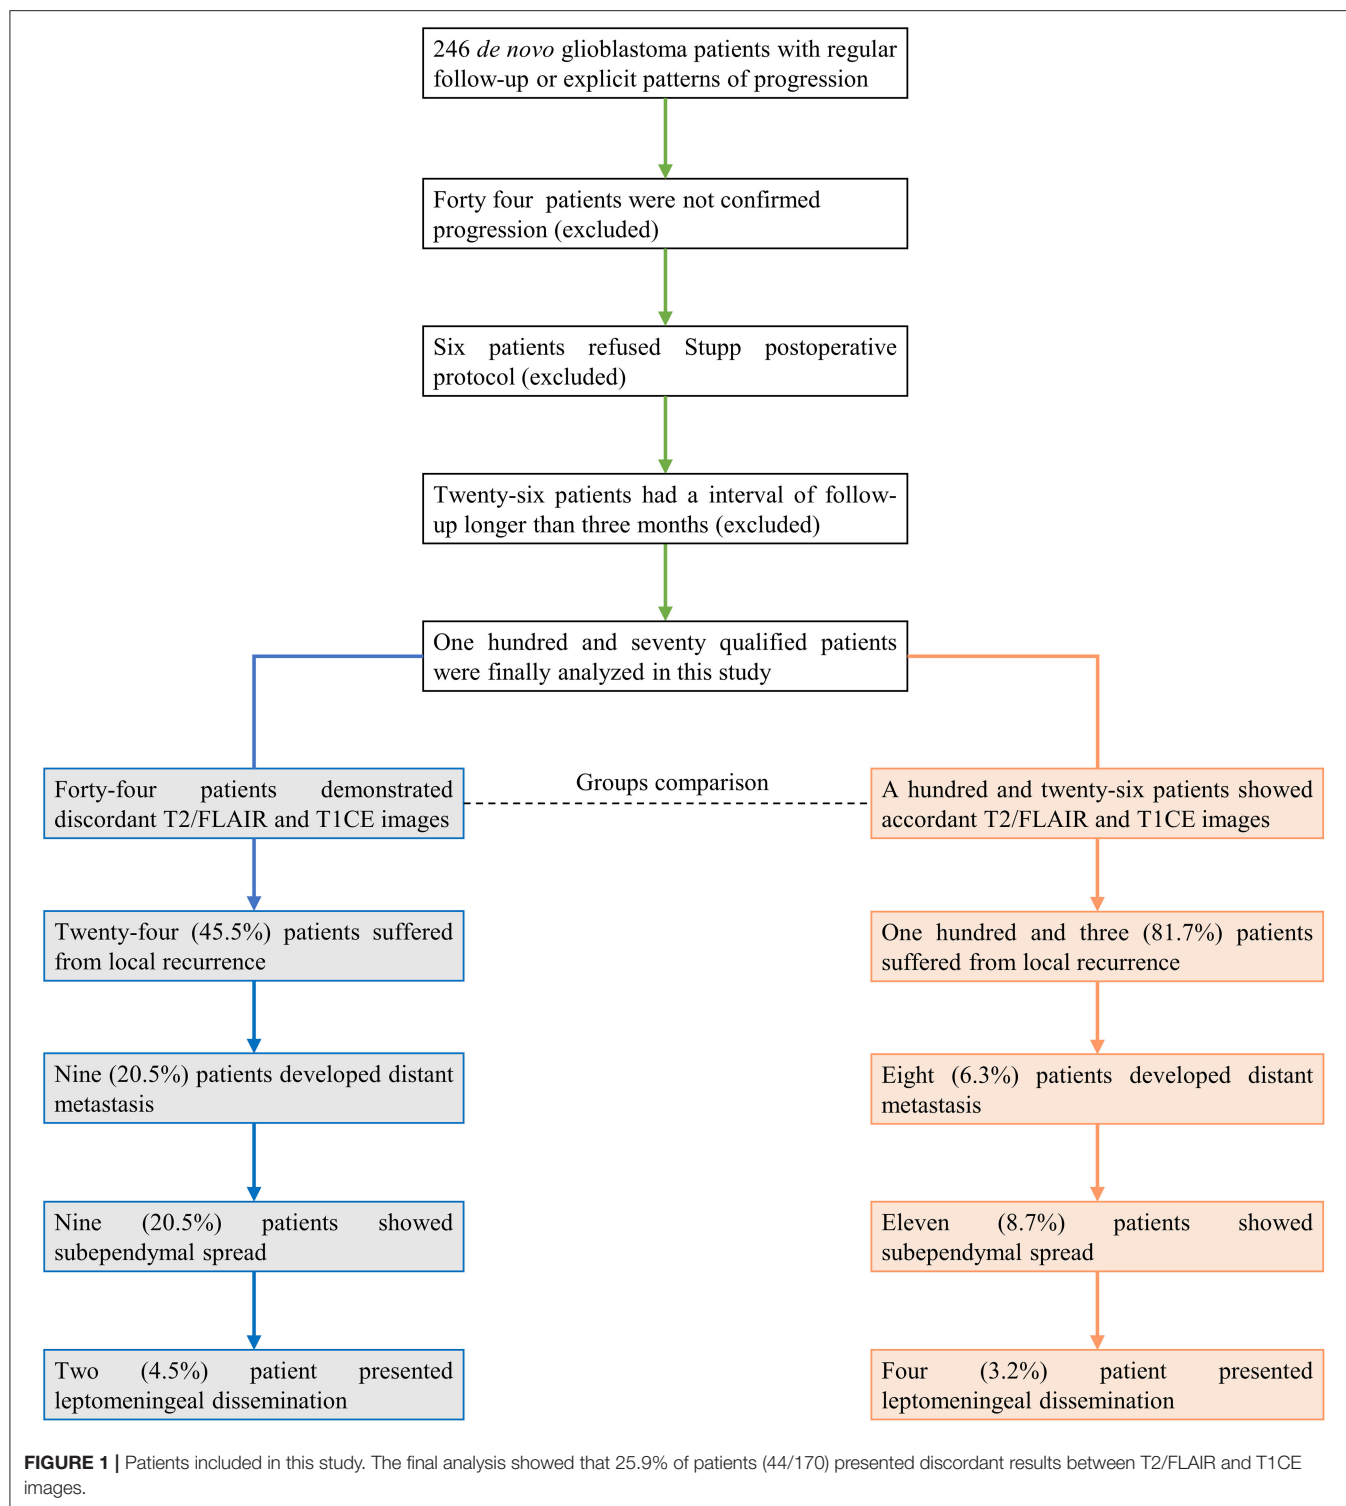 246 de novo glioblastoma patients with regular
follow-up or explicit patterns of progression
Forty four patients were not confirmed
progression (excluded)
Six patients refused Stupp postoperative
protocol (excluded)
Twenty-six patients had a interval of follow-
up longer than three months (excluded)
One hundred and seventy qualified patients
were finally analyzed in this study
Groups comparison
Forty-four patients demonstrated
discordant T2/FLAIR and T1CE images
Twenty-four (45.5%) patients suffered
from local recurrence
Nine (20.5%) patients developed distant
metastasis
Nine (20.5%) patients showed
subependymal spread
Two (4.5%) patient presented
leptomeningeal dissemination
A hundred and twenty-six patients showed
accordant T2/FLAIR and T1CE images
One hundred and three (81.7%) patients
suffered from local recurrence
Eight (6.3%) patients developed distant
metastasis
Eleven (8.7%) patients showed
subependymal spread
Four (3.2%) patient presented
leptomeningeal dissemination
FIGURE 1 | Patients included in this study. The final analysis showed that 25.9% of patients (44/170) presented discordant results between T2/FLAIR and T1CE
images.